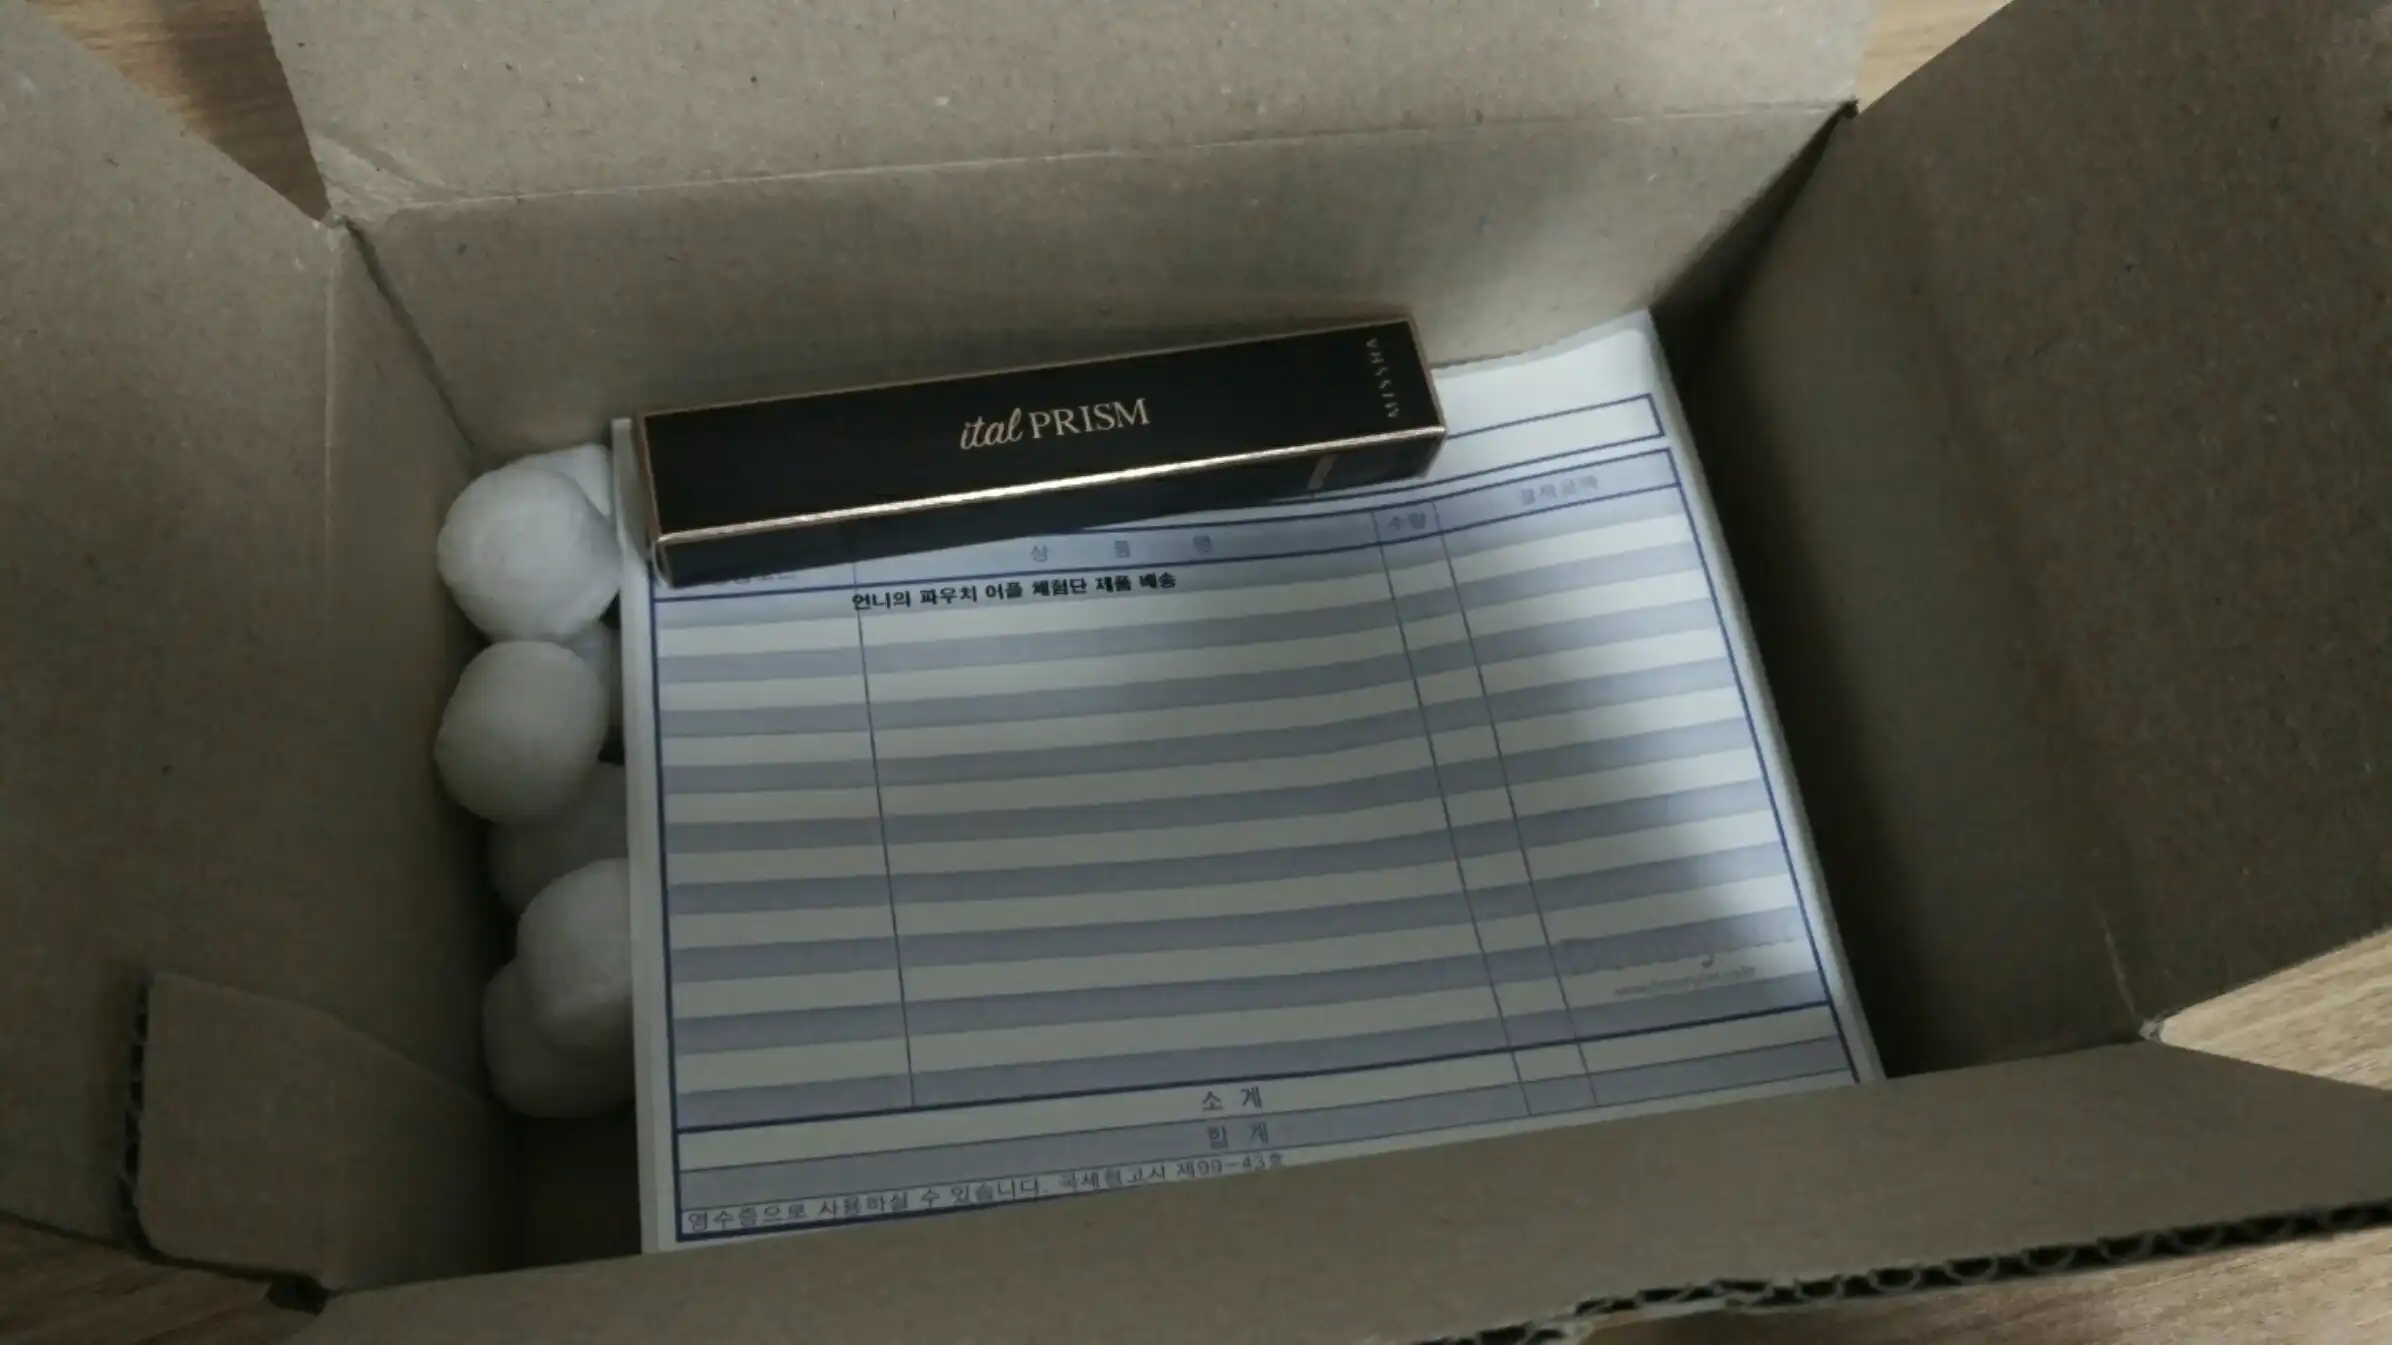 ital PRISM
MISSHA
수량
상 품 명
언니의 파우치 어플 체험단 제품 배송
소 계
합 계
영수증으로 사용하실 수 있습니다. 국세청고시 제99-43호